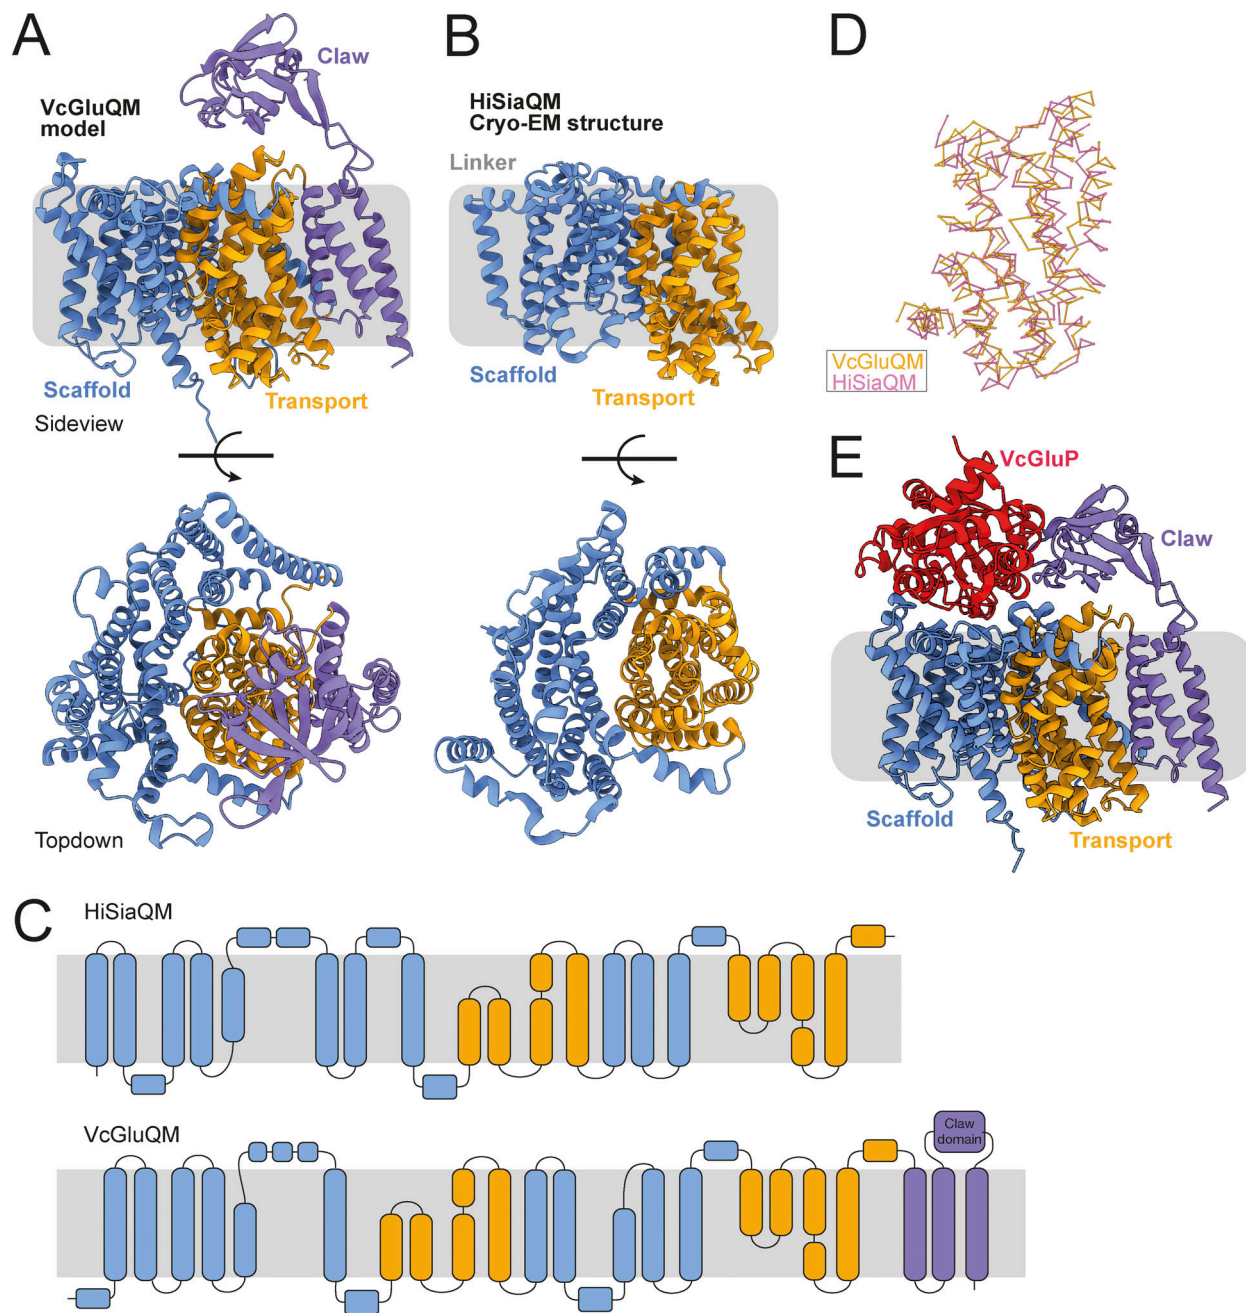 A
Claw
VcGluQM
model
Scaffold
Transport
Sideview
Topdown
B
HiSiaQM
Cryo-EM structure
Linker
Scaffold
Transport
D
VcGluQM
HiSiaQM
E
VcGluP
Claw
Scaffold
Transport
C
HiSiaQM
VcGluQM
Claw
domain